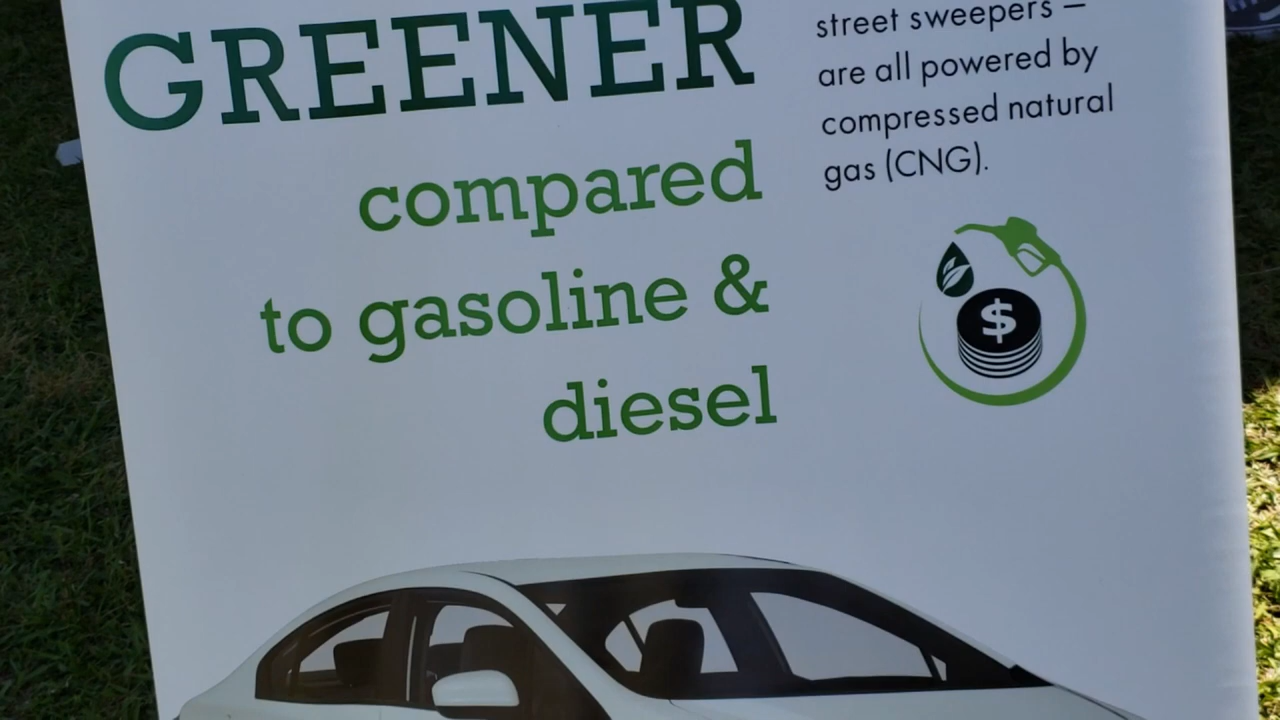 GREENER
compared
to gasoline &
diesel
street sweepers –
are all powered by
compressed natural
gas (CNG).
$